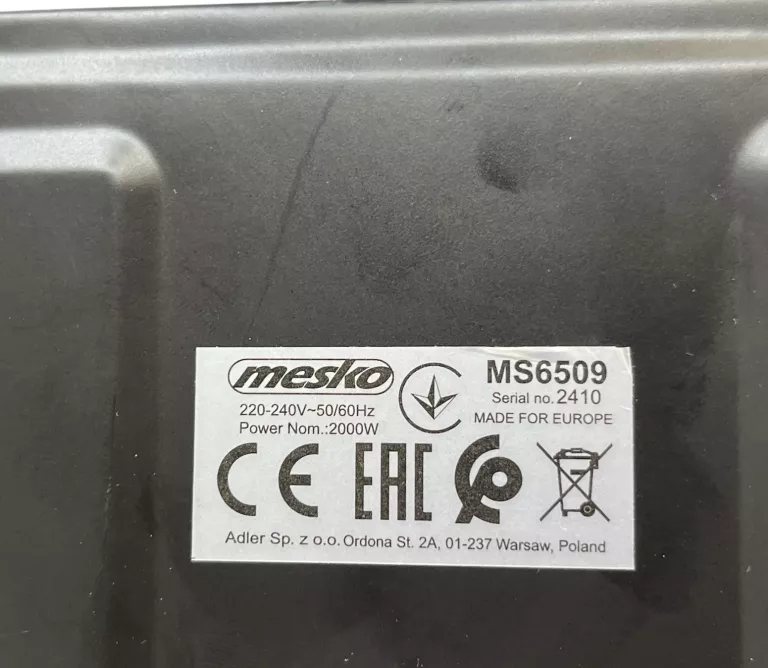 mesko
220-240V~50/60Hz
Power Nom.:2000W
MS6509
Serial no. 2410
MADE FOR EUROPE
CE EAC
Adler Sp. z o.o. Ordona St. 2A, 01-237 Warsaw, Poland